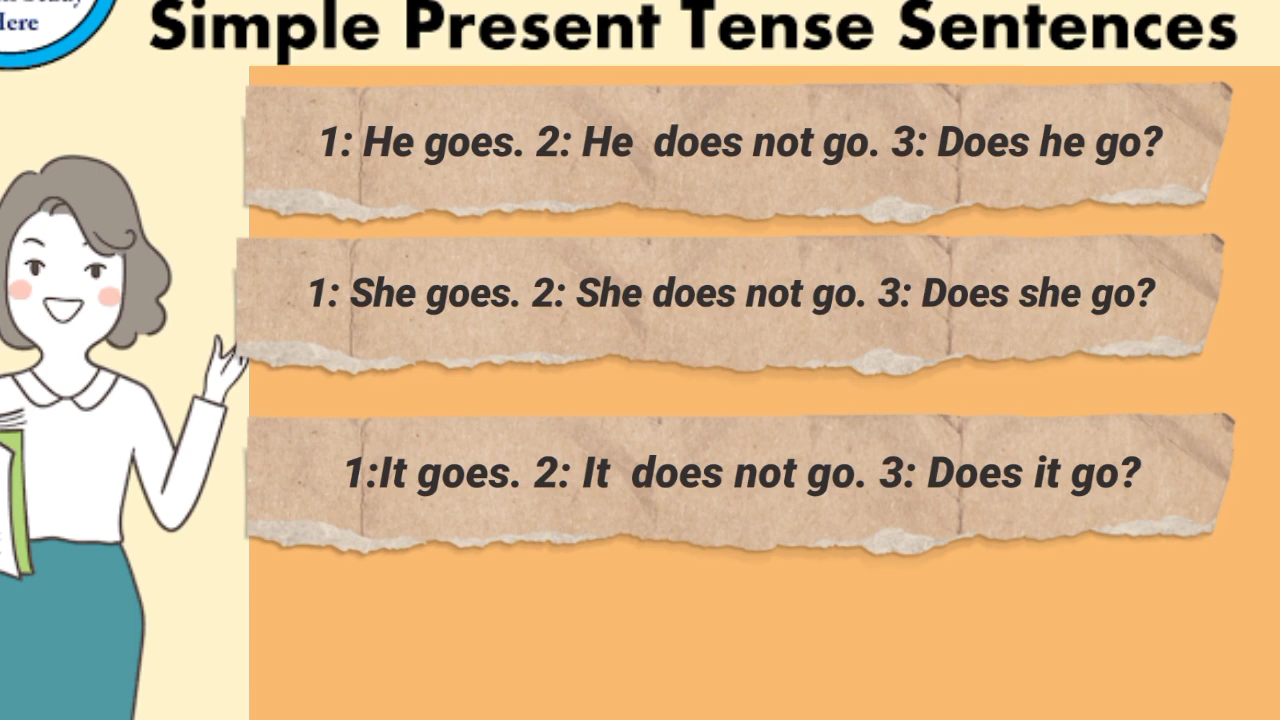 Here
Simple Present Tense Sentences
1: He goes. 2: He  does not go. 3: Does he go?
1: She goes. 2: She does not go. 3: Does she go?
1:It goes. 2: It  does not go. 3: Does it go?